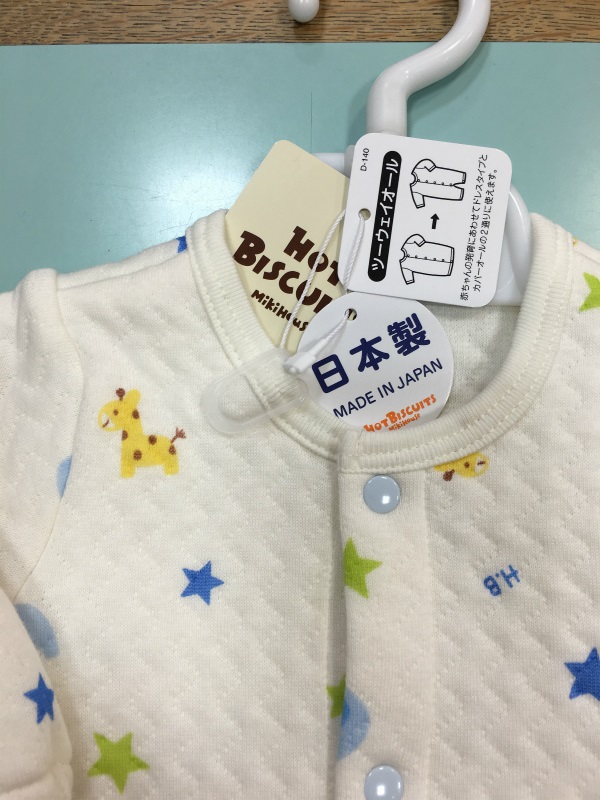 D-140
ツーウェイオール
赤ちゃんの発育にあわせてドレスタイプと
カバーオールの2通りに使えます。
HOT
BISCUITS
MIKIHOUSE
日本製
MADE IN JAPAN
HOT BISCUITS
MIKIHOUSE
H.B